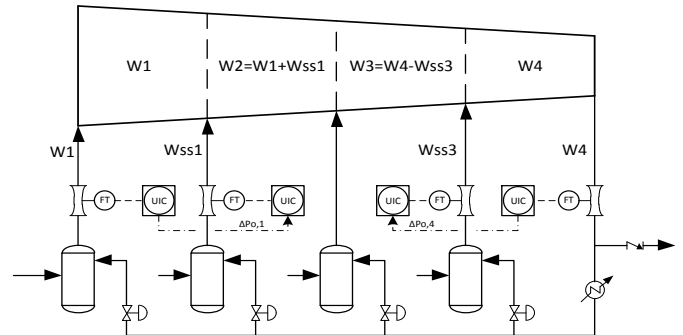 W1 W2=W1+Wss1 W3=W4-Wss3 W4
W1 Wss1 Wss3 W4
FT UIC FT UIC UIC FT UIC FT
ΔPo,1 ΔPo,4